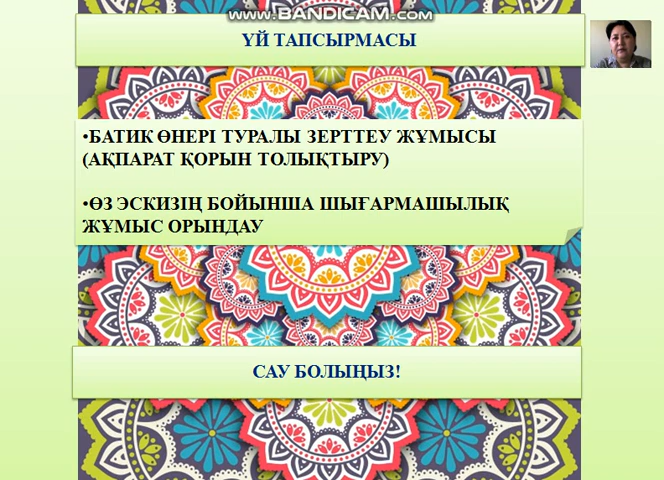 www.BANDICAM.com
ҮЙ ТАПСЫРМАСЫ
•БАТИК ӨНЕРІ ТУРАЛЫ ЗЕРТТЕУ ЖҰМЫСЫ
(АҚПАРАТ ҚОРЫН ТОЛЫҚТЫРУ)
•ӨЗ ЭСКИЗІҢ БОЙЫНША ШЫҒАРМАШЫЛЫҚ
ЖҰМЫС ОРЫНДАУ
САУ БОЛЫҢЫЗ!